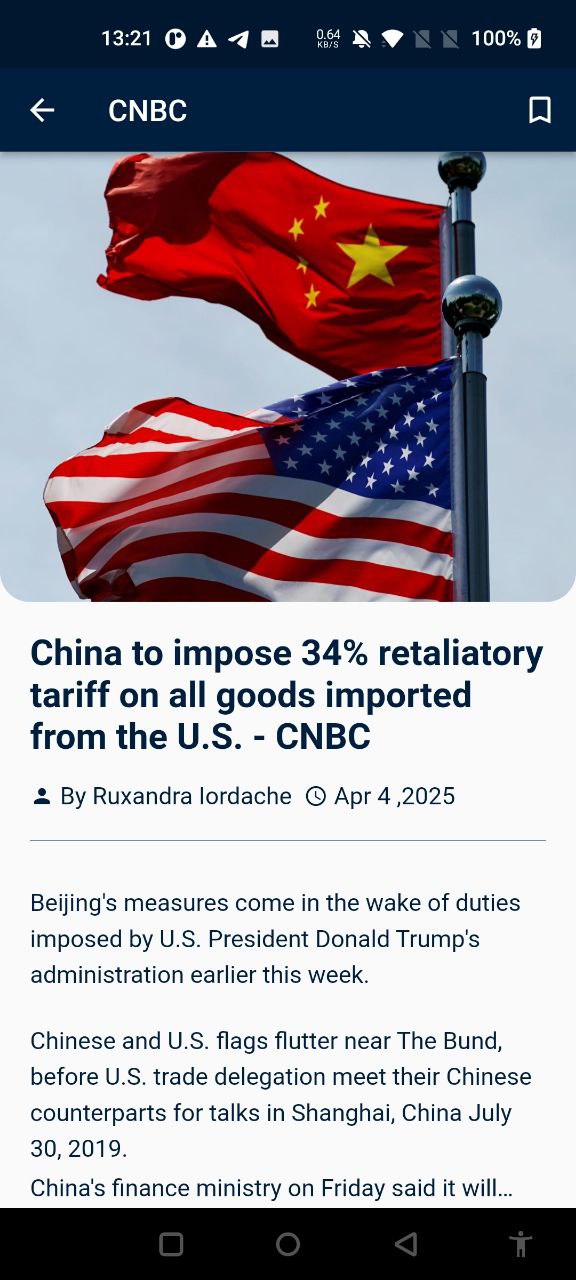 13:21 0.64 KB/S 100%
CNBC
China to impose 34% retaliatory
tariff on all goods imported
from the U.S. - CNBC
By Ruxandra Iordache Apr 4 ,2025
Beijing's measures come in the wake of duties
imposed by U.S. President Donald Trump's
administration earlier this week.
Chinese and U.S. flags flutter near The Bund,
before U.S. trade delegation meet their Chinese
counterparts for talks in Shanghai, China July
30, 2019.
China's finance ministry on Friday said it will…